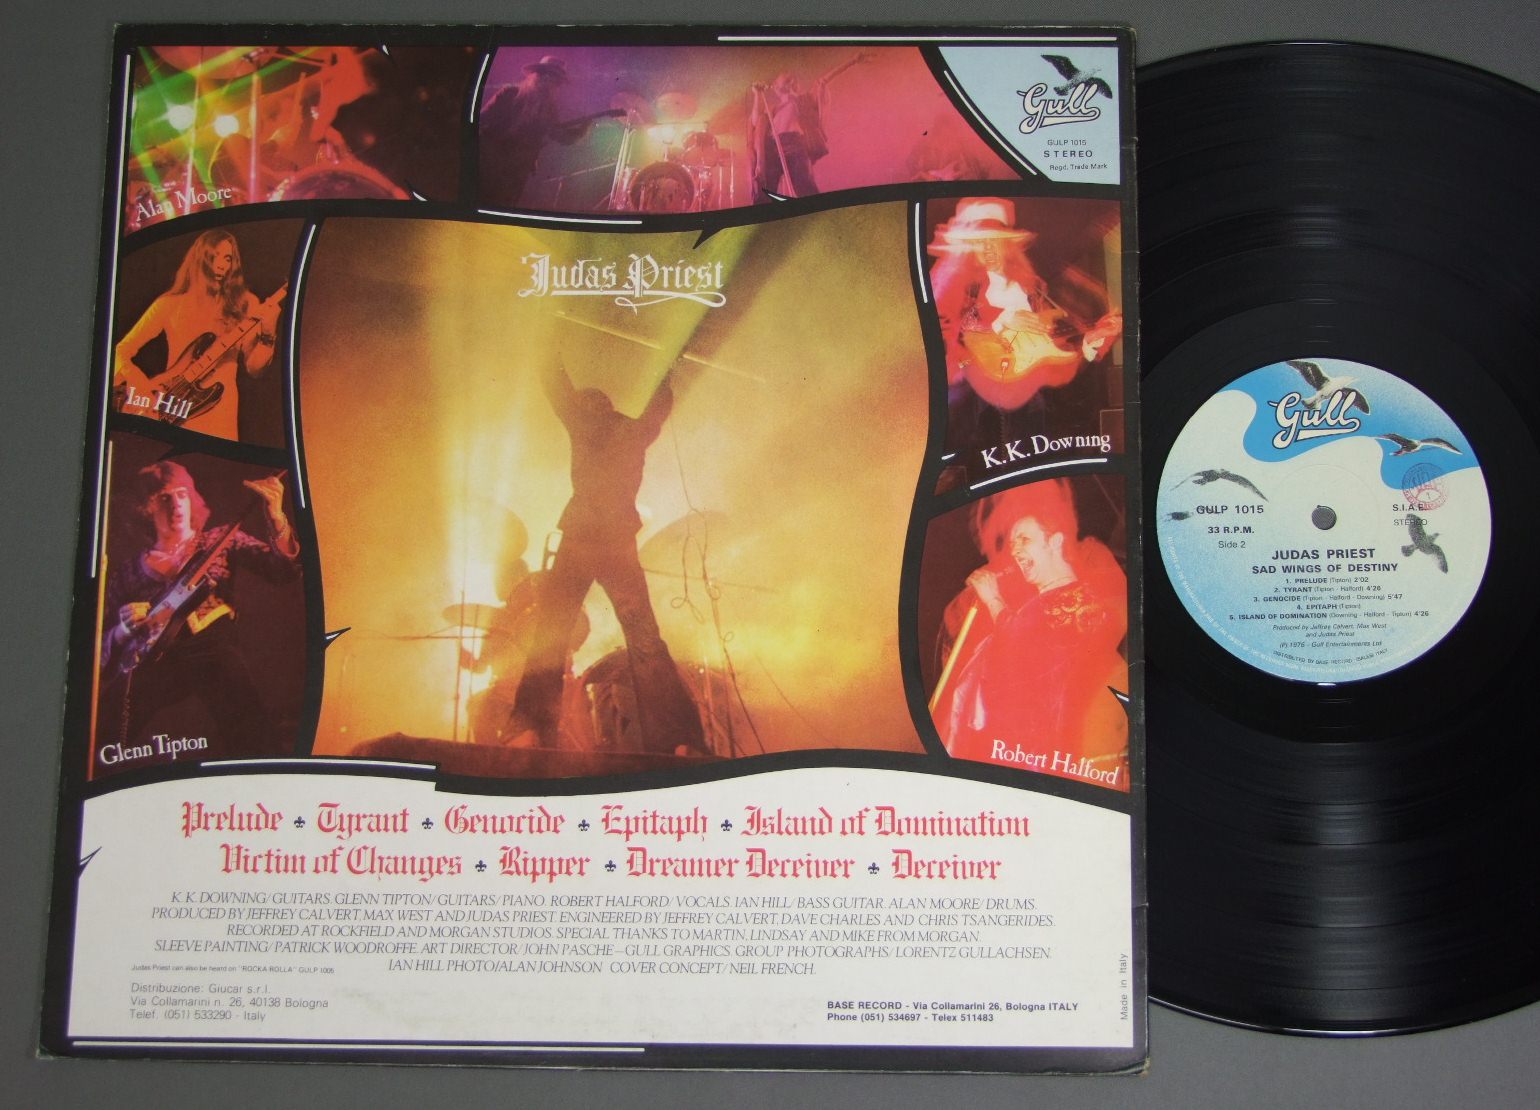 Alan Moore
Gull
GULP 1015
STEREO
Regd. Trade Mark
Judas Priest
Ian Hill
K.K. Downing
Glenn Tipton
Robert Halford
Prelude Tyrant Genocide Epitaph Island of Domination
Victim of Changes Ripper Dreamer Deceiver Deceiver
K.K. DOWNING/GUITARS. GLENN TIPTON/GUITARS/PIANO. ROBERT HALFORD/VOCALS. IAN HILL/BASS GUITAR. ALAN MOORE/DRUMS.
PRODUCED BY JEFFREY CALVERT, MAX WEST AND JUDAS PRIEST. ENGINEERED BY JEFFREY CALVERT, DAVE CHARLES AND CHRIS TSANGERIDES.
RECORDED AT ROCKFIELD AND MORGAN STUDIOS. SPECIAL THANKS TO MARTIN, LINDSAY AND MIKE FROM MORGAN.
SLEEVE PAINTING/PATRICK WOODROFFE. ART DIRECTOR/JOHN PASCHE—GULL GRAPHICS. GROUP PHOTOGRAPHS/LORENTZ GULLACHSEN.
IAN HILL PHOTO/ALAN JOHNSON COVER CONCEPT/NEIL FRENCH.
Judas Priest can also be heard on "ROCKA-ROLLA" GULP 1005
Distribuzione: Giucar s.r.l.
Via Collamarini n. 26, 40138 Bologna
Telef. (051) 533290 - Italy
BASE RECORD - Via Collamarini 26, Bologna ITALY
Phone (051) 534697 - Telex 511483
Made in Italy
Gull
GULP 1015
33 R.P.M.
Side 2
S.I.A.E.
STEREO
JUDAS PRIEST
SAD WINGS OF DESTINY
1. PRELUDE (Tipton) 2'02
2. TYRANT (Tipton - Halford) 4'26
3. GENOCIDE (Tipton - Halford - Downing) 5'47
4. EPITAPH (Tipton)
5. ISLAND OF DOMINATION (Downing - Halford - Tipton) 4'26
Produced by Jeffrey Calvert, Max West
and Judas Priest
(P) 1976 - Gull Entertainments Ltd
DISTRIBUTED BY BASE RECORD - BOLOGNA ITALY